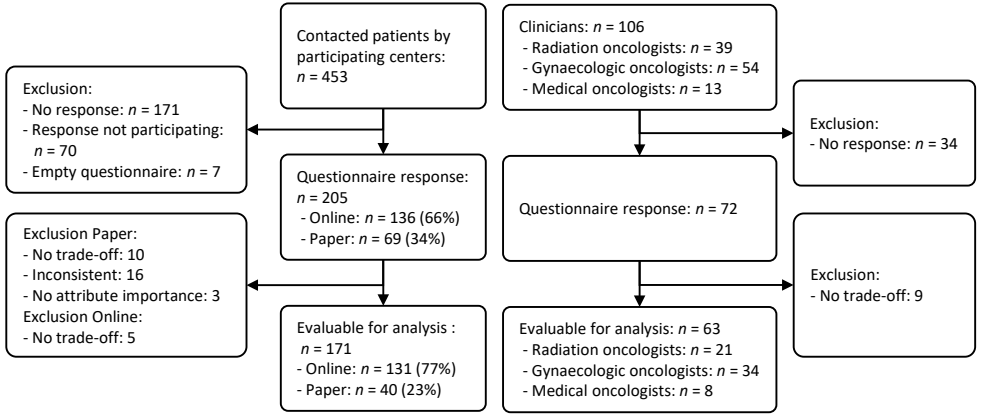 Contacted patients by
participating centers:
n = 453
Exclusion:
- No response: n = 171
- Response not participating:
n = 70
- Empty questionnaire: n = 7
Questionnaire response:
n = 205
- Online: n = 136 (66%)
- Paper: n = 69 (34%)
Exclusion Paper:
- No trade-off: 10
- Inconsistent: 16
- No attribute importance: 3
Exclusion Online:
- No trade-off: 5
Evaluable for analysis :
n = 171
- Online: n = 131 (77%)
- Paper: n = 40 (23%)
Clinicians: n = 106
- Radiation oncologists: n = 39
- Gynaecologic oncologists: n = 54
- Medical oncologists: n = 13
Exclusion:
- No response: n = 34
Questionnaire response: n = 72
Exclusion:
- No trade-off: n = 9
Evaluable for analysis: n = 63
- Radiation oncologists: n = 21
- Gynaecologic oncologists: n = 34
- Medical oncologists: n = 8